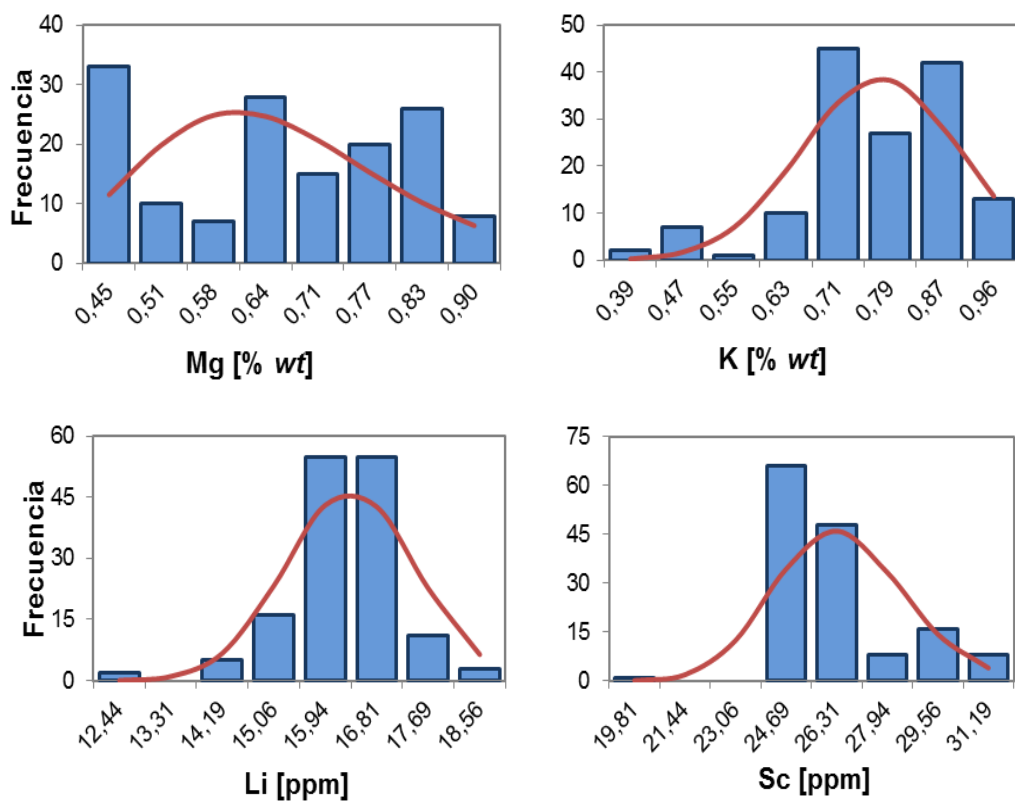 Frecuencia
40
30
20
10
0
0,45 0,51 0,58 0,64 0,71 0,77 0,83 0,90
Mg [% wt]
50
40
30
20
10
0
0,39 0,47 0,55 0,63 0,71 0,79 0,87 0,96
K [% wt]
Frecuencia
60
45
30
15
0
12,44 13,31 14,19 15,06 15,94 16,81 17,69 18,56
Li [ppm]
75
60
45
30
15
0
19,81 21,44 23,06 24,69 26,31 27,94 29,56 31,19
Sc [ppm]